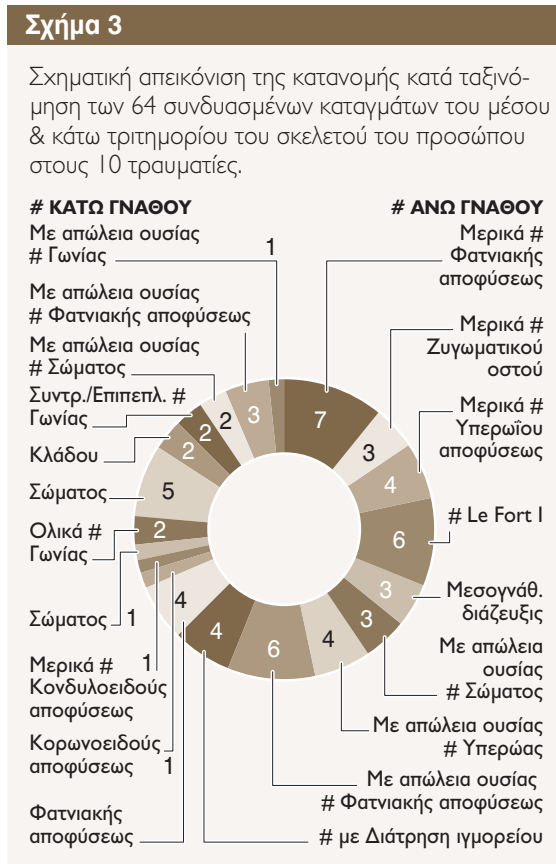 Σχήμα 3
Σχηματική απεικόνιση της κατανομής κατά ταξινό-
μηση των 64 συνδυασμένων καταγμάτων του μέσου
& κάτω τριτημορίου του σκελετού του προσώπου
στους 10 τραυματίες.
# ΚΑΤΩ ΓΝΑΘΟΥ
Με απώλεια ουσίας
# Γωνίας
1
Με απώλεια ουσίας
# Φατνιακής αποφύσεως
3
Με απώλεια ουσίας
# Σώματος
2
Συντρ./Επιπεπλ. #
Γωνίας
2
Κλάδου
2
Σώματος
5
Ολικά #
Γωνίας
2
Σώματος 1
Μερικά # 1
Κονδυλοειδούς
αποφύσεως
Κορωνοειδούς
αποφύσεως 1
Φατνιακής
αποφύσεως
4
# ΑΝΩ ΓΝΑΘΟΥ
Μερικά #
Φατνιακής
αποφύσεως
7
Μερικά #
Ζυγωματικού
οστού
3
Μερικά #
Υπερωΐου
αποφύσεως
4
# Le Fort I
6
Μεσογνάθ.
διάζευξις
3
Με απώλεια
ουσίας
# Σώματος
3
Με απώλεια ουσίας
# Υπερώας
4
Με απώλεια ουσίας
# Φατνιακής αποφύσεως
6
# με Διάτρηση ιγμορείου
4